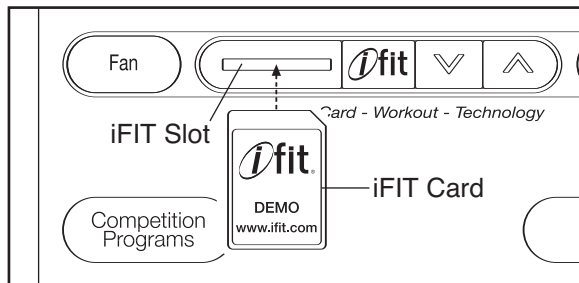 Fan
ifit
iFIT Slot
Card - Workout - Technology
ifit
iFIT Card
DEMO
www.ifit.com
Competition
Programs